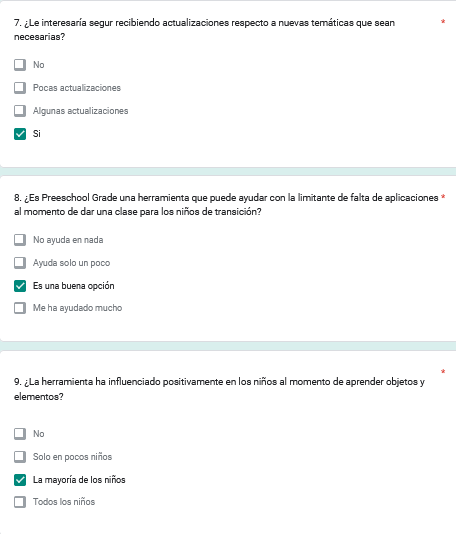 7. ¿Le interesaría segur recibiendo actualizaciones respecto a nuevas temáticas que sean *
necesarias?
No
Pocas actualizaciones
Algunas actualizaciones
Si
8. ¿Es Preeschool Grade una herramienta que puede ayudar con la limitante de falta de aplicaciones *
al momento de dar una clase para los niños de transición?
No ayuda en nada
Ayuda solo un poco
Es una buena opción
Me ha ayudado mucho
*
9. ¿La herramienta ha influenciado positivamente en los niños al momento de aprender objetos y
elementos?
No
Solo en pocos niños
La mayoría de los niños
Todos los niños